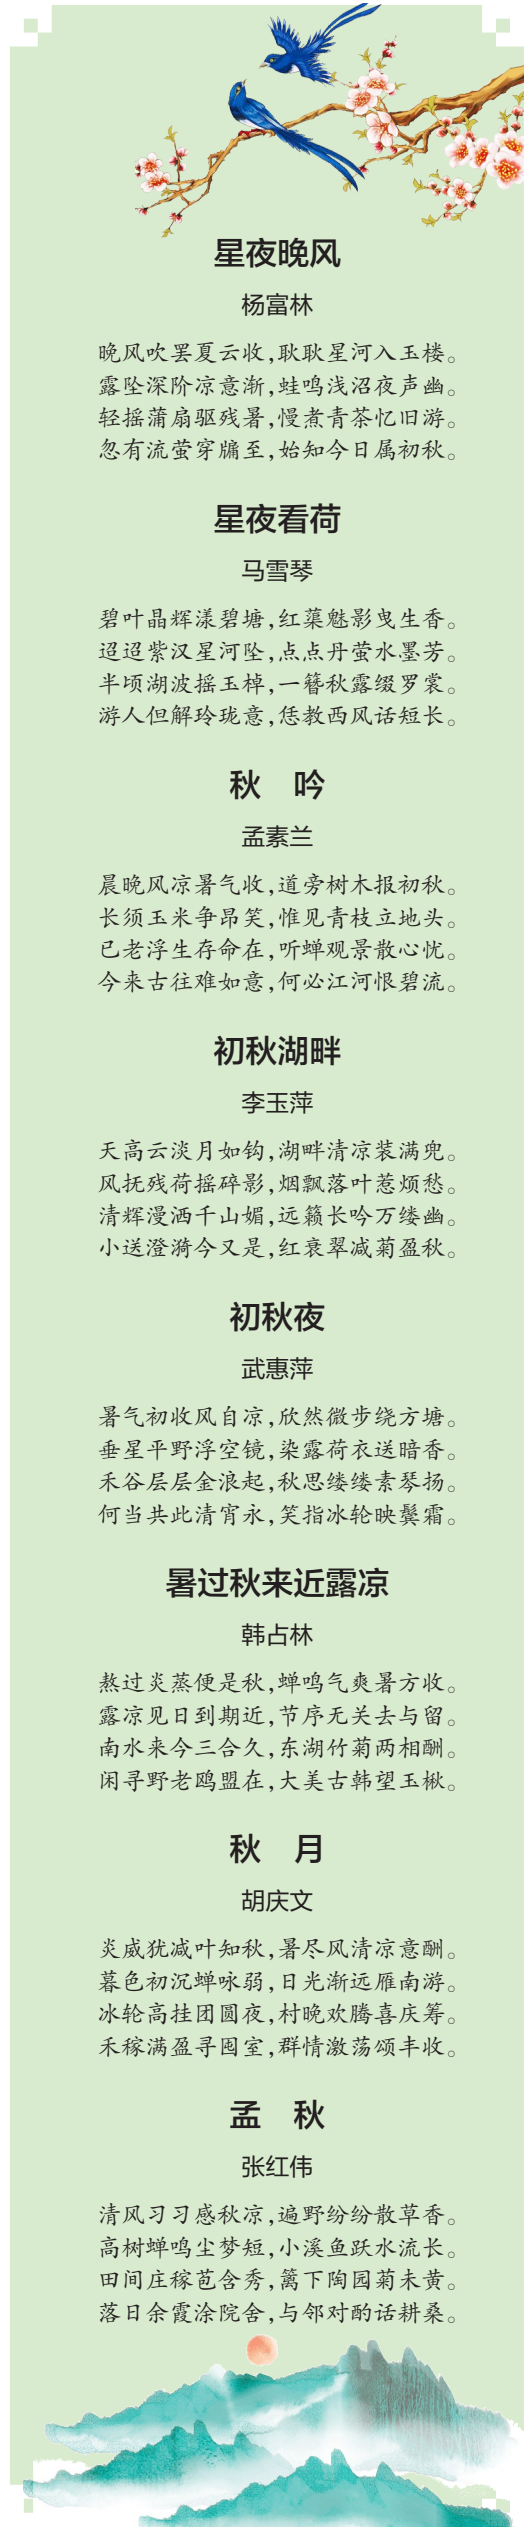 星夜晚风
杨富林
晚风吹罢夏云收,耿耿星河入玉楼。
露坠深阶凉意渐,蛙鸣浅沼夜声幽。
轻摇蒲扇驱残暑,慢煮青茶忆旧游。
忽有流萤穿牖至,始知今日属初秋。
星夜看荷
马雪琴
碧叶晶辉漾碧塘,红蕖魅影曳生香。
迢迢紫汉星河坠,点点丹萤水墨芳。
半顷湖波摇玉棹,一簪秋露缀罗裳。
游人但解玲珑意,恁教西风话短长。
秋　吟
孟素兰
晨晚风凉暑气收,道旁树木报初秋。
长须玉米争昂笑,惟见青枝立地头。
已老浮生存命在,听蝉观景散心忧。
今来古往难如意,何必江河恨碧流。
初秋湖畔
李玉萍
天高云淡月如钩,湖畔清凉装满兜。
风抚残荷摇碎影,烟飘落叶惹烦愁。
清辉漫洒千山媚,远籁长吟万缕幽。
小送澄漪今又是,红衰翠减菊盈秋。
初秋夜
武惠萍
暑气初收风自凉,欣然微步绕方塘。
垂星平野浮空镜,染露荷衣送暗香。
禾谷层层金浪起,秋思缕缕素琴扬。
何当共此清宵永,笑指冰轮映鬓霜。
暑过秋来近露凉
韩占林
熬过炎蒸便是秋,蝉鸣气爽暑方收。
露凉见日到期近,节序无关去与留。
南水来今三合久,东湖竹菊两相酬。
闲寻野老鸥盟在,大美古韩望玉楸。
秋　月
胡庆文
炎威犹减叶知秋,暑尽风清凉意酬。
暮色初沉蝉咏弱,日光渐远雁南游。
冰轮高挂团圆夜,村晚欢腾喜庆筹。
禾稼满盈寻囤室,群情激荡颂丰收。
孟　秋
张红伟
清风习习感秋凉,遍野纷纷散草香。
高树蝉鸣尘梦短,小溪鱼跃水流长。
田间庄稼苞含秀,篱下陶园菊未黄。
落日余霞涂院舍,与邻对酌话耕桑。